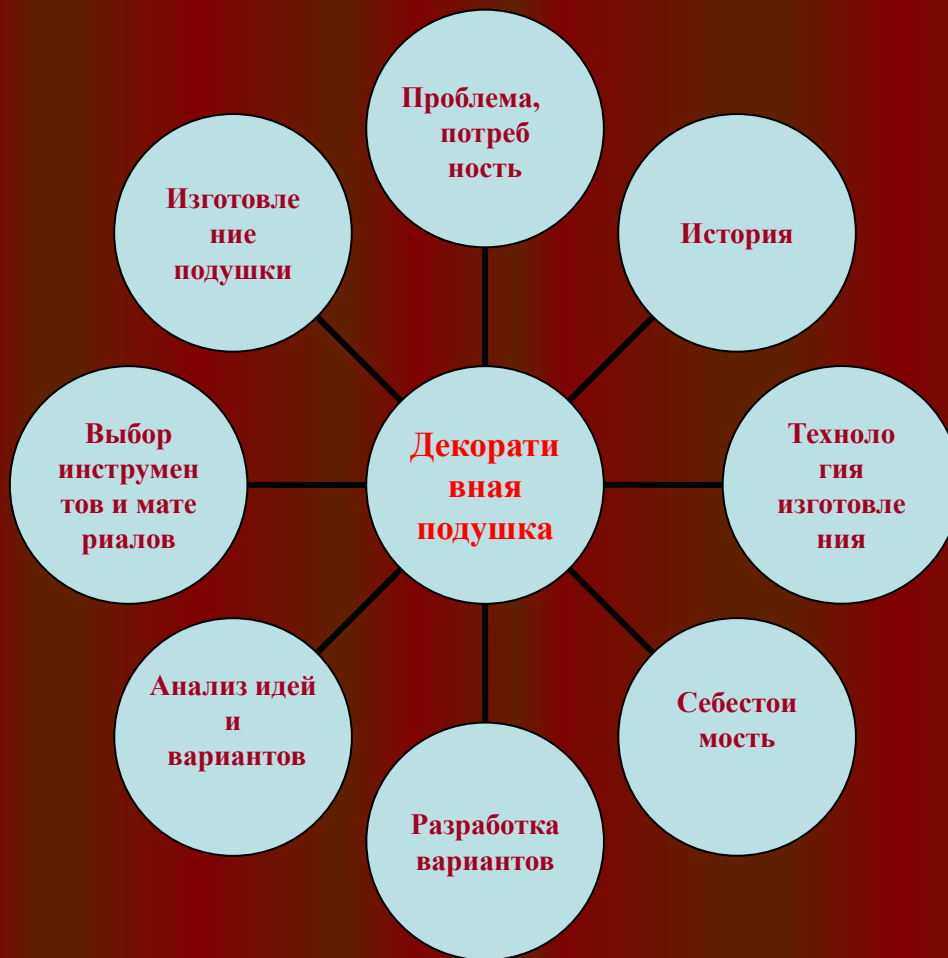 Проблема,
потреб
ность
История
Техноло
гия
изготовле
ния
Себестои
мость
Разработка
вариантов
Анализ идей
и
вариантов
Выбор
инструмен
тов и мате
риалов
Изготовле
ние
подушки
Декорати
вная
подушка